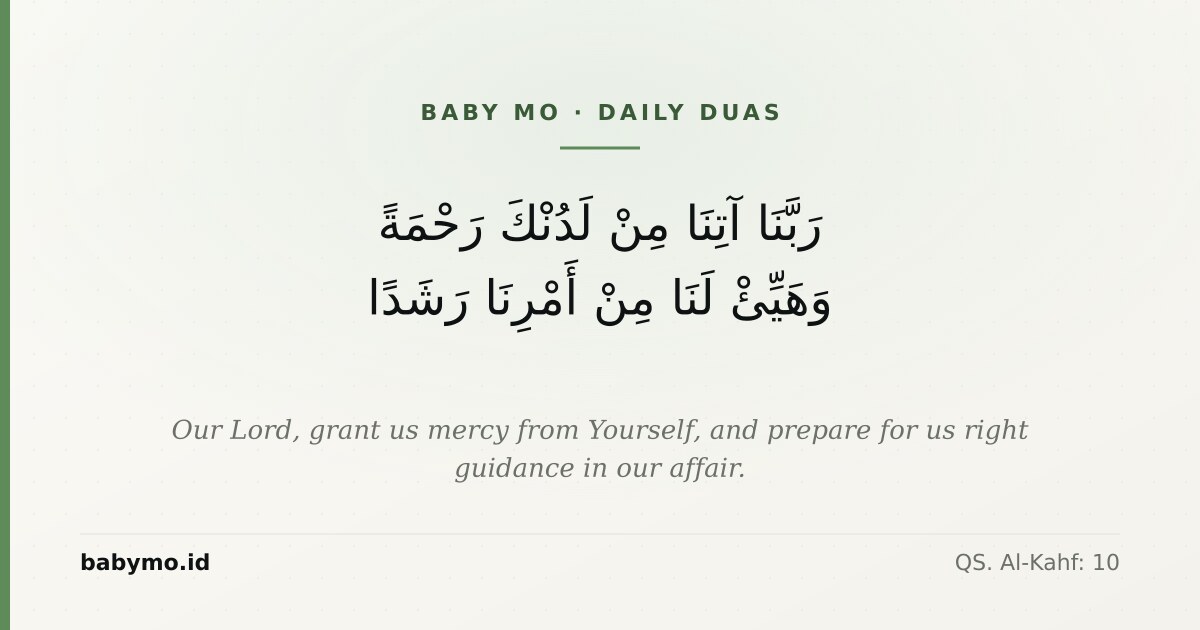 BABY MO · DAILY DUAS
رَبَّنَا آتِنَا مِنْ لَدُنْكَ رَحْمَةً
وَهَيِّئْ لَنَا مِنْ أَمْرِنَا رَشَدًا
Our Lord, grant us mercy from Yourself, and prepare for us right
guidance in our affair.
babymo.id
QS. Al-Kahf: 10